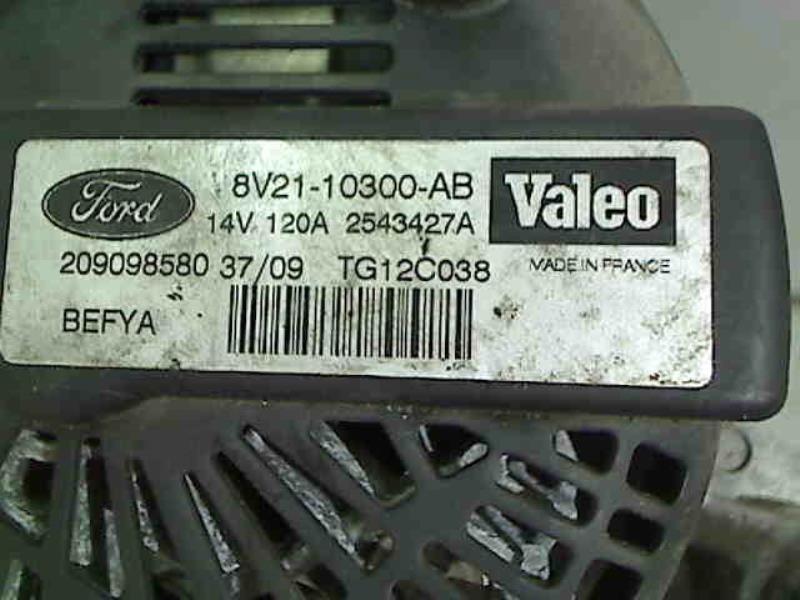 Ford 8V21-10300-AB Valeo
14V 120A 2543427A
209098580 37/09 TG12C038 MADE IN FRANCE
BEFYA